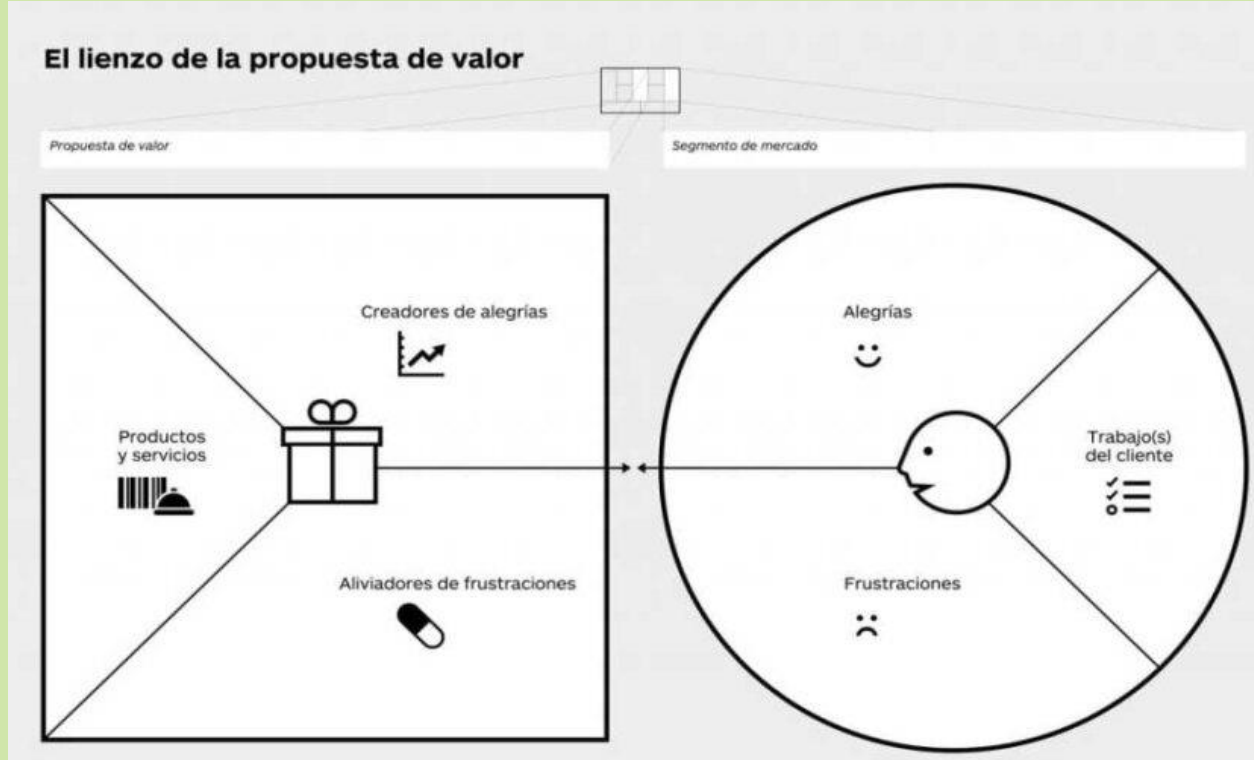 El lienzo de la propuesta de valor
Propuesta de valor
Segmento de mercado
Creadores de alegrías
Productos
y servicios
Aliviadores de frustraciones
Alegrías
Trabajo(s)
del cliente
Frustraciones